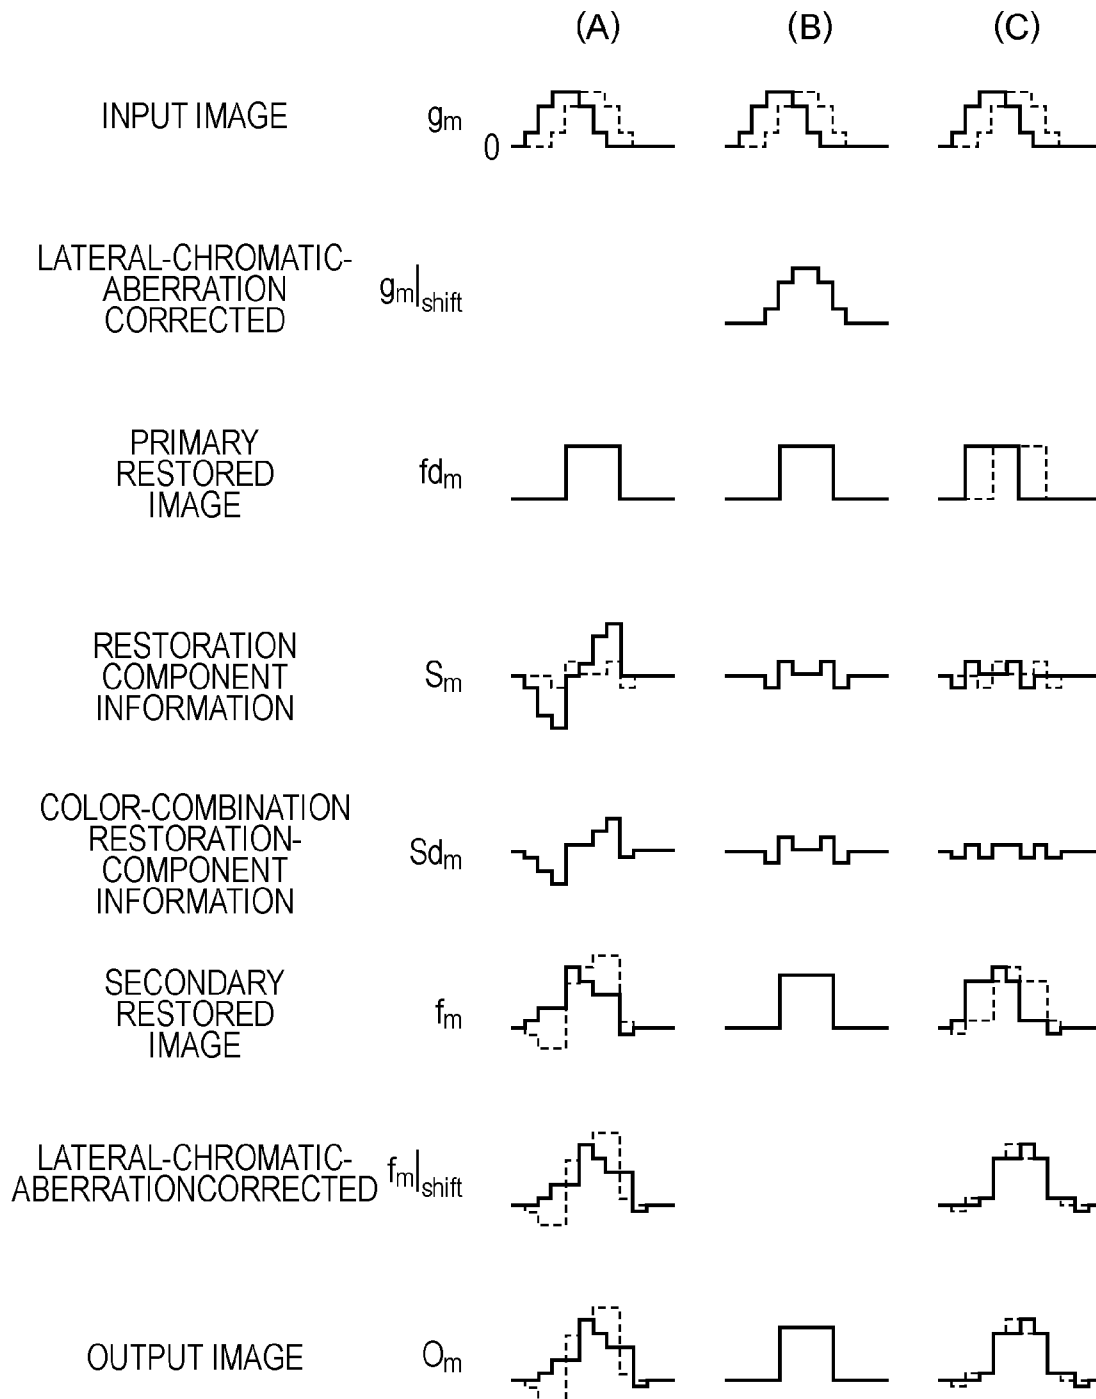 (A) (B) (C)
INPUT IMAGE gm
0
LATERAL-CHROMATIC-
ABERRATION
CORRECTED
gm|shift
PRIMARY
RESTORED
IMAGE
fdm
RESTORATION
COMPONENT
INFORMATION
Sm
COLOR-COMBINATION
RESTORATION-
COMPONENT
INFORMATION
Sdm
SECONDARY
RESTORED
IMAGE
fm
LATERAL-CHROMATIC-
ABERRATIONCORRECTED
fm|shift
OUTPUT IMAGE Om